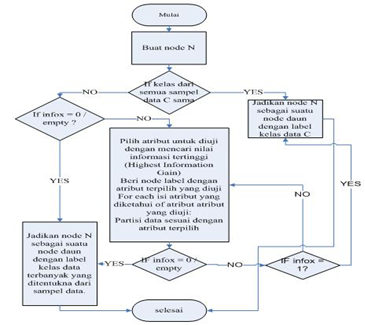 Mulai
Buat node N
If kelas dari
semua sampel
data C sama
NO
YES
If infox = 0 /
empty ?
NO
Jadikan node N
sebagai suatu
node daun
dengan label
kelas data C
Pilih atribut untuk diuji
dengan mencari nilai
informasi tertinggi
(Highest Information
Gain)
Beri node label dengan
atribut terpilih yang diuji
For each isi atribut yang
diketahui of atribut atribut
yang diuji:
Partisi data sesuai dengan
atribut terpilih
YES
NO
YES
Jadikan node N
sebagai suatu
node daun
dengan label
kelas data
terbanyak yang
ditentukna dari
sampel data.
YES
IF infox = 0 /
empty
NO
IF infox =
1?
selesai